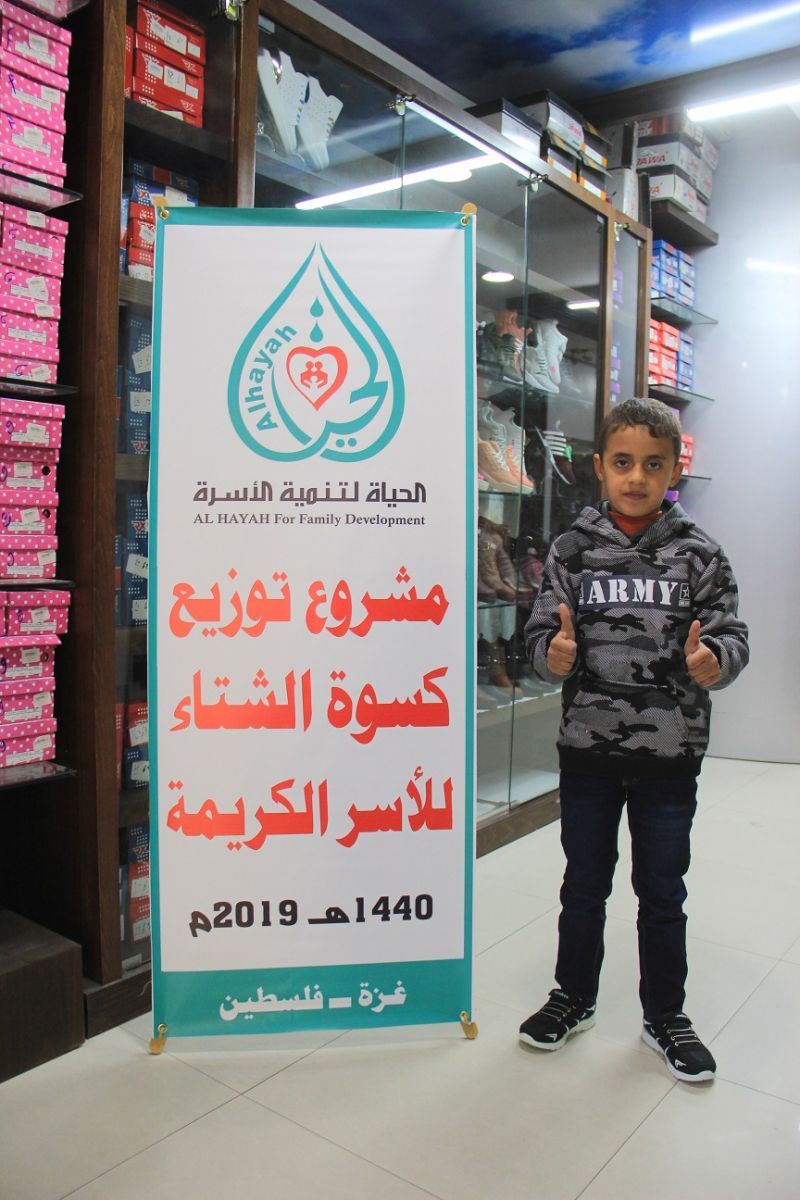 Alhayah
الحياة
الحياة لتنمية الأسرة
AL HAYAH For Family Development
مشروع توزيع
كسوة الشتاء
للأسر الكريمة
1440هـ 2019م
غزة - فلسطين
ARMY